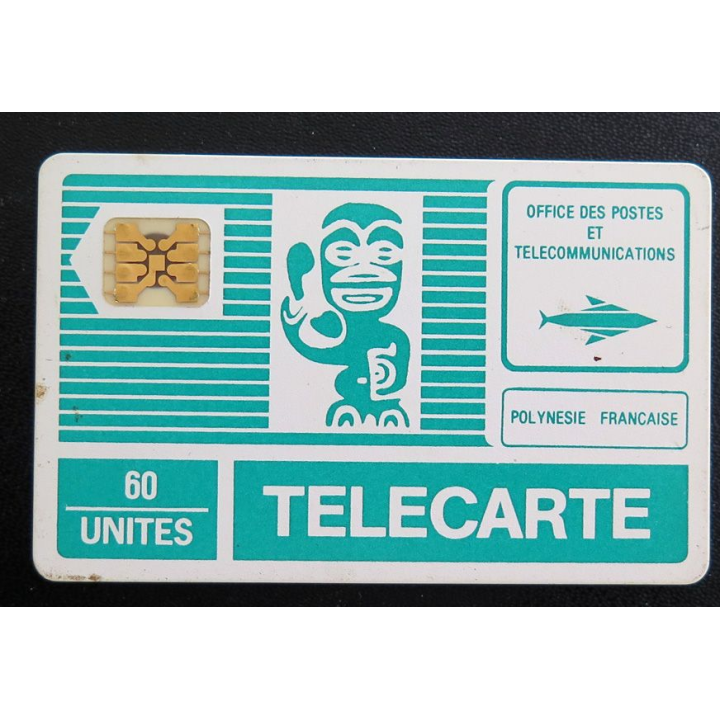 OFFICE DES POSTES
ET
TELECOMMUNICATIONS
POLYNESIE FRANCAISE
60
UNITES
TELECARTE